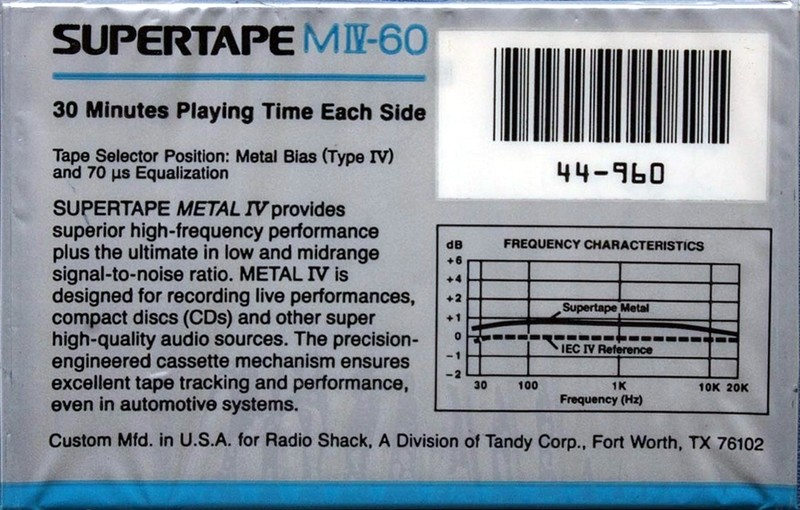 SUPERTAPE MIV-60
30 Minutes Playing Time Each Side
Tape Selector Position: Metal Bias (Type IV)
and 70 µs Equalization
SUPERTAPE METAL IV provides
superior high-frequency performance
plus the ultimate in low and midrange
signal-to-noise ratio. METAL IV is
designed for recording live performances,
compact discs (CDs) and other super
high-quality audio sources. The precision-
engineered cassette mechanism ensures
excellent tape tracking and performance,
even in automotive systems.
44-960
dB FREQUENCY CHARACTERISTICS
+6
+4
+2
Supertape Metal
+1
0
IEC IV Reference
-1
-2
30 100 1K 10K 20K
Frequency (Hz)
Custom Mfd. in U.S.A. for Radio Shack, A Division of Tandy Corp., Fort Worth, TX 76102